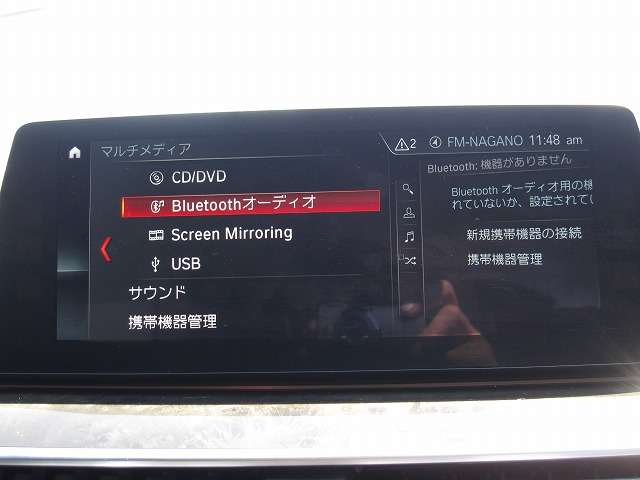 マルチメディア
2 FM-NAGANO 11:48 am
CD/DVD
Bluetoothオーディオ
Screen Mirroring
USB
サウンド
携帯機器管理
Bluetooth: 機器がありません
Bluetooth オーディオ用の機
れていないか、設定されてい
新規携帯機器の接続
携帯機器管理